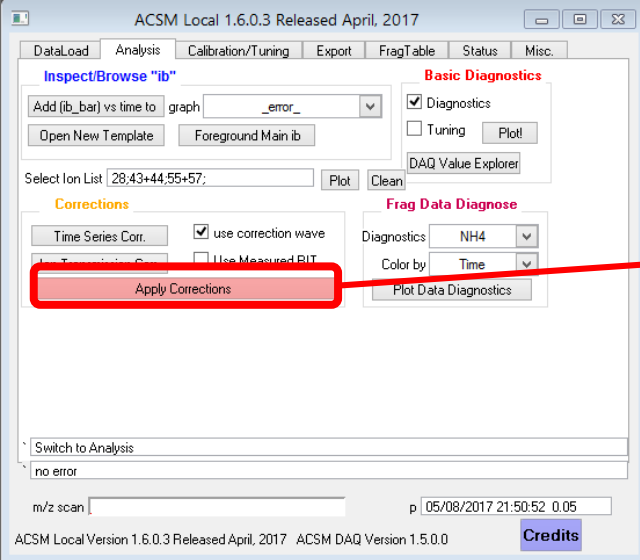 ACSM Local 1.6.0.3 Released April, 2017
DataLoad Analysis Calibration/Tuning Export FragTable Status Misc.
Inspect/Browse "ib"
Basic Diagnostics
Add (ib_bar) vs time to graph _error_
Diagnostics
Open New Template Foreground Main ib
Tuning Plot!
DAQ Value Explorer
Select Ion List 28;43+44;55+57; Plot Clean
Corrections
Frag Data Diagnose
Time Series Corr. use correction wave
Diagnostics NH4
Use Measured RIT
Color by Time
Apply Corrections
Plot Data Diagnostics
` Switch to Analysis
` no error
m/z scan p 05/08/2017 21:50:52 0.05
ACSM Local Version 1.6.0.3 Released April, 2017 ACSM DAQ Version 1.5.0.0 Credits